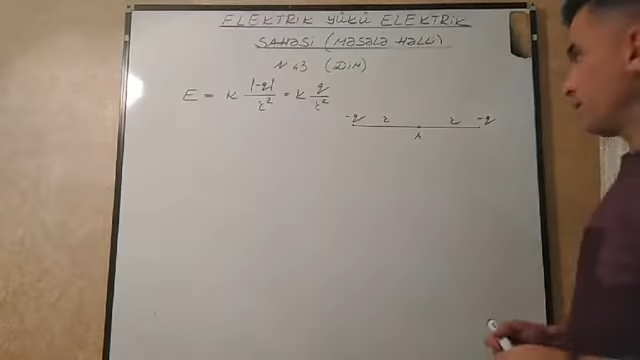 ELEKTRİK YÜKÜ ELEKTRİK
SAHƏSİ (MƏSƏLƏ HƏLLİ)
N 43 (DİM)
E = K |-q| / r² = K q / r²
-q r r -q
A